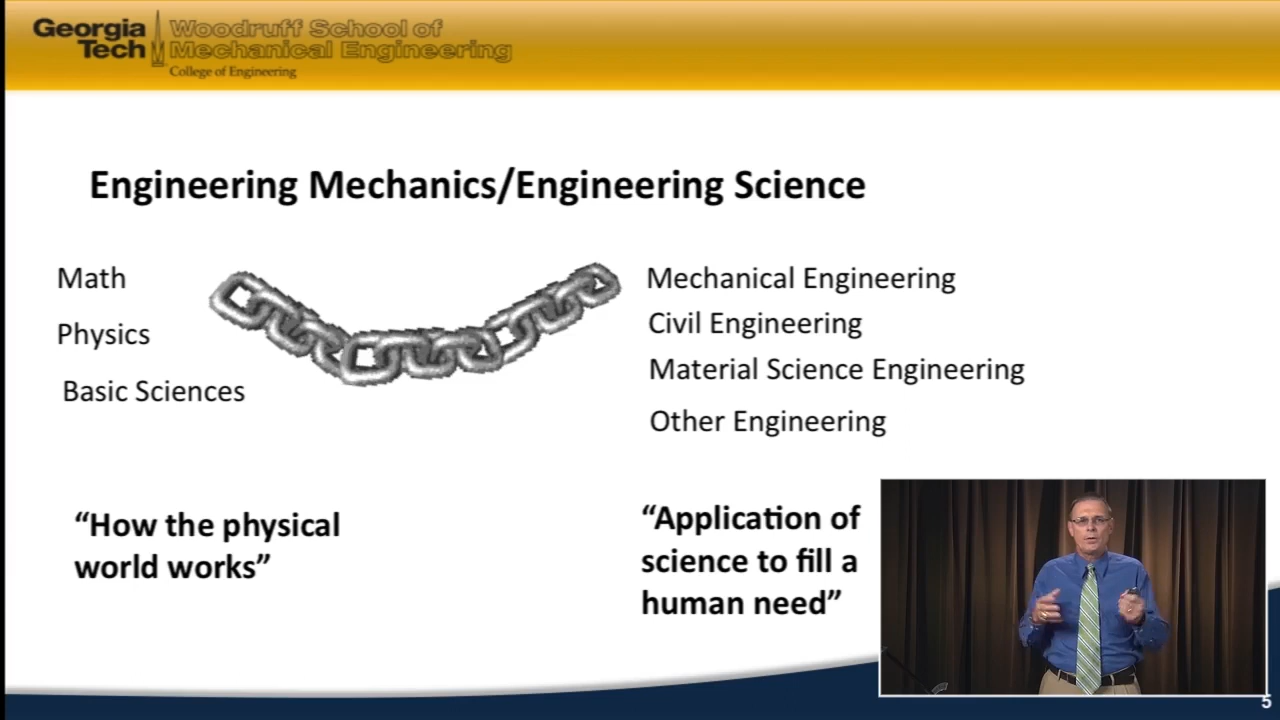 Georgia Tech
Woodruff School of
Mechanical Engineering
College of Engineering
Engineering Mechanics/Engineering Science
Math
Physics
Basic Sciences
Mechanical Engineering
Civil Engineering
Material Science Engineering
Other Engineering
“How the physical
world works”
“Application of
science to fill a
human need”
5